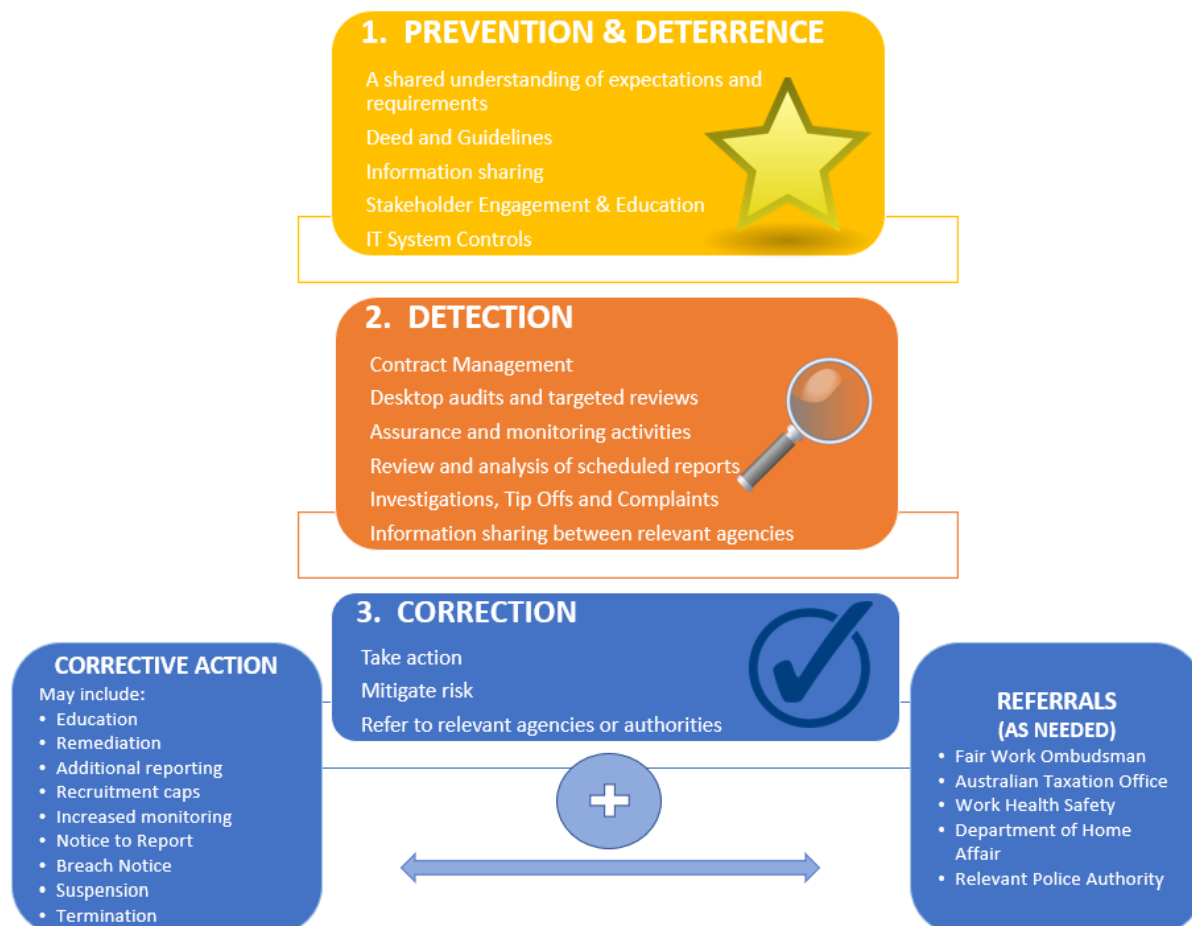 1. PREVENTION & DETERRENCE
A shared understanding of expectations and
requirements
Deed and Guidelines
Information sharing
Stakeholder Engagement & Education
IT System Controls
2. DETECTION
Contract Management
Desktop audits and targeted reviews
Assurance and monitoring activities
Review and analysis of scheduled reports
Investigations, Tip Offs and Complaints
Information sharing between relevant agencies
3. CORRECTION
Take action
Mitigate risk
Refer to relevant agencies or authorities
CORRECTIVE ACTION
May include:
• Education
• Remediation
• Additional reporting
• Recruitment caps
• Increased monitoring
• Notice to Report
• Breach Notice
• Suspension
• Termination
REFERRALS
(AS NEEDED)
• Fair Work Ombudsman
• Australian Taxation Office
• Work Health Safety
• Department of Home
Affair
• Relevant Police Authority